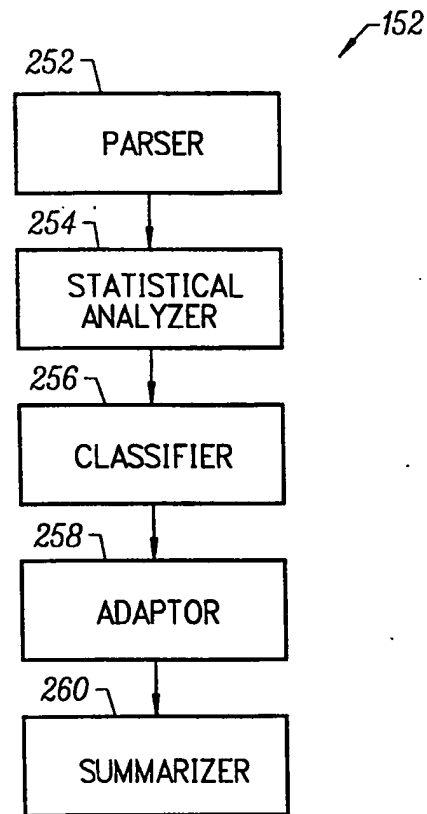 152
252
PARSER
254
STATISTICAL
ANALYZER
256
CLASSIFIER
258
ADAPTOR
260
SUMMARIZER